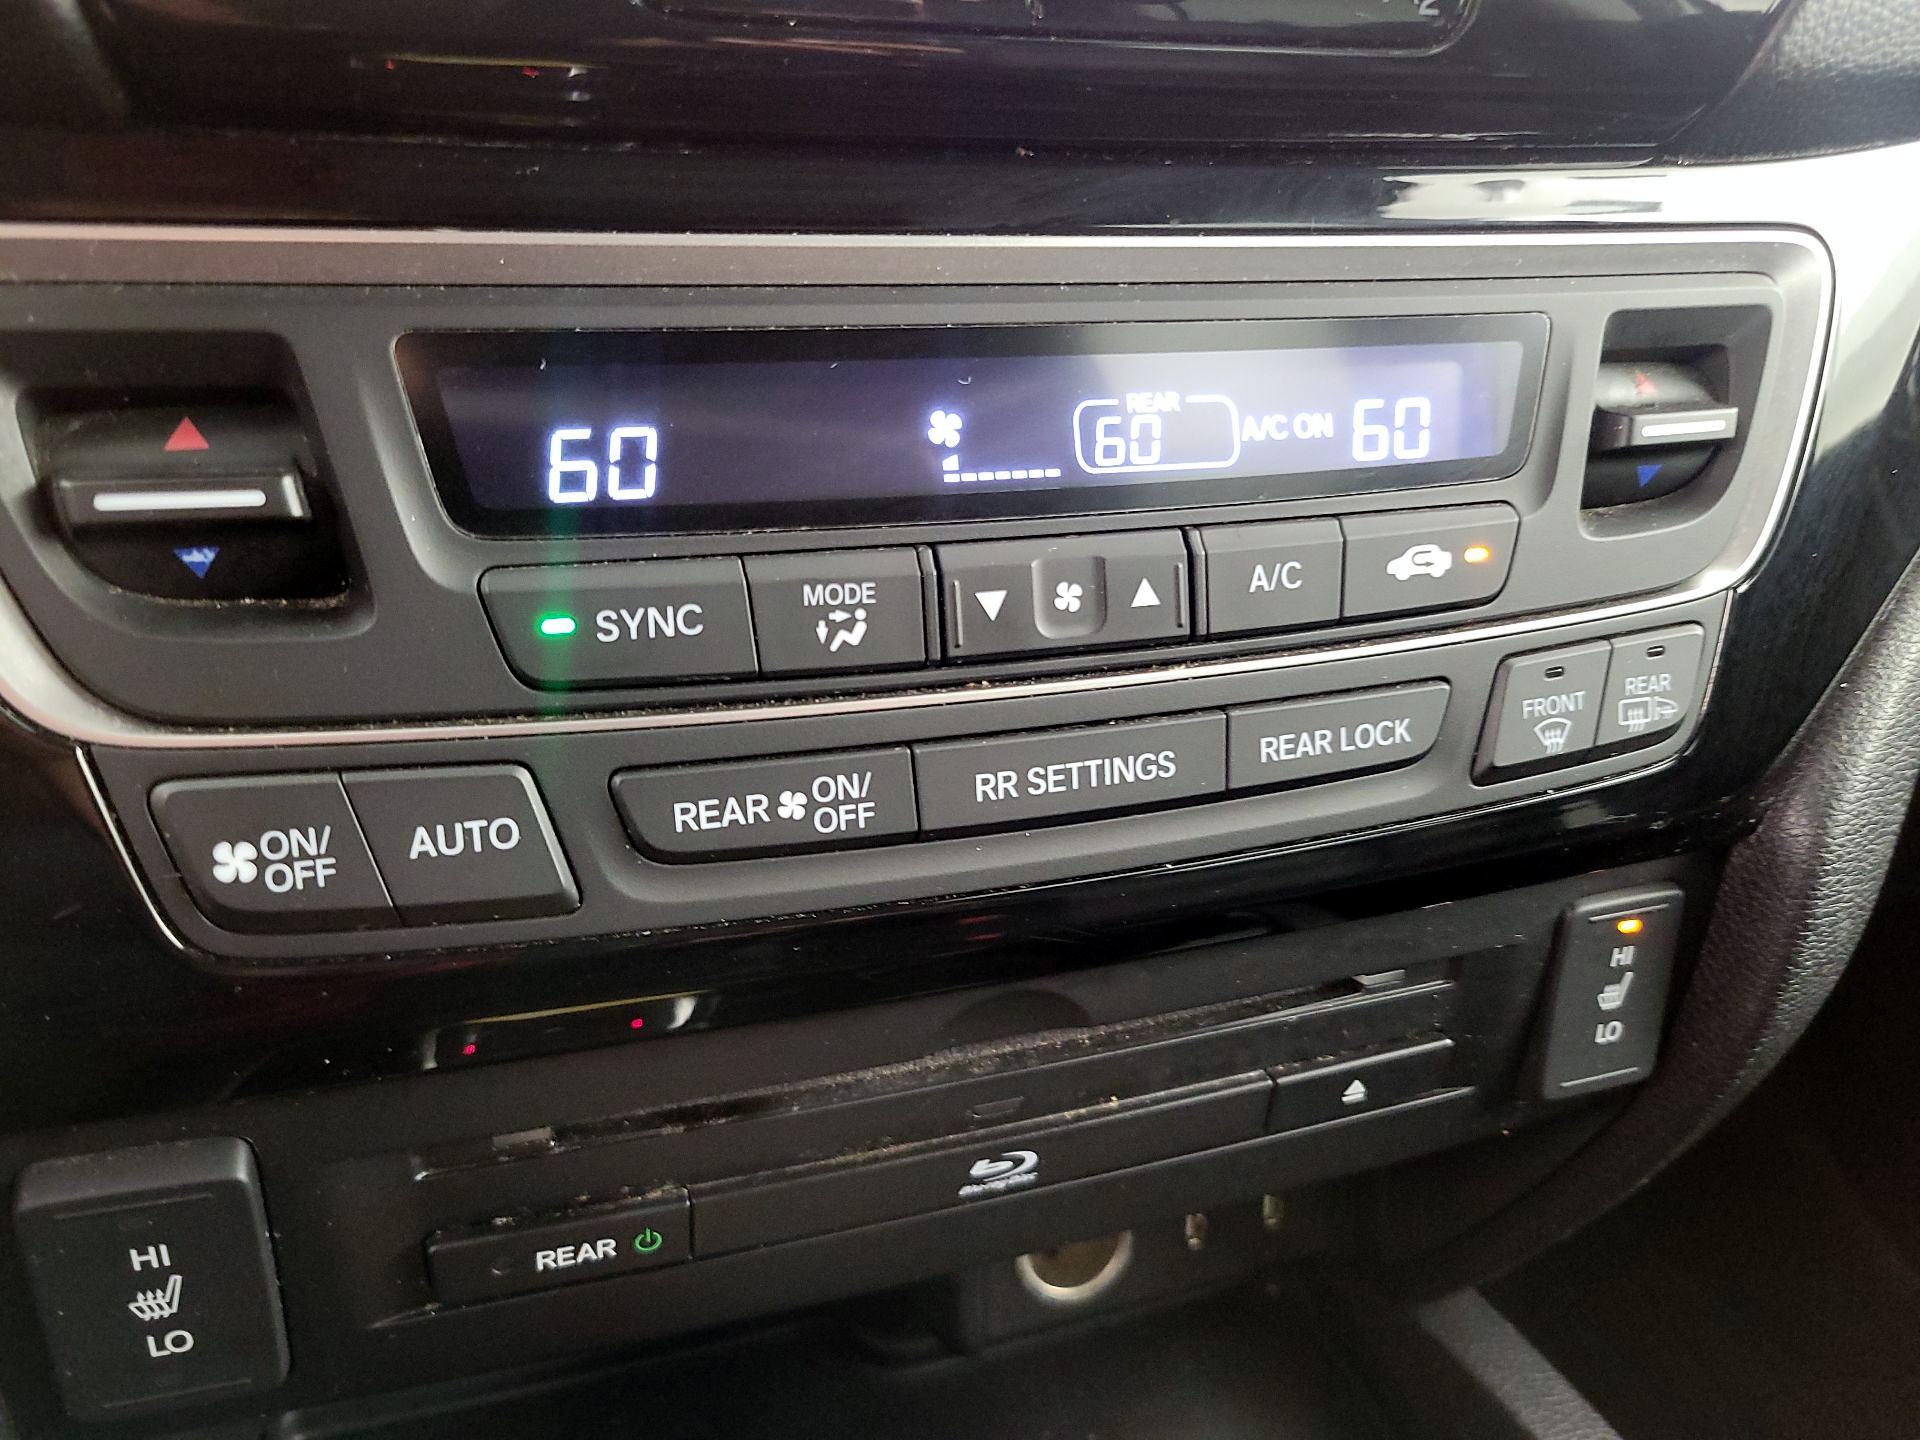 60
REAR
60
A/C ON
60
SYNC
MODE
A/C
FRONT
REAR
ON/
OFF
AUTO
REAR
ON/
OFF
RR SETTINGS
REAR LOCK
HI
LO
REAR
HI
LO